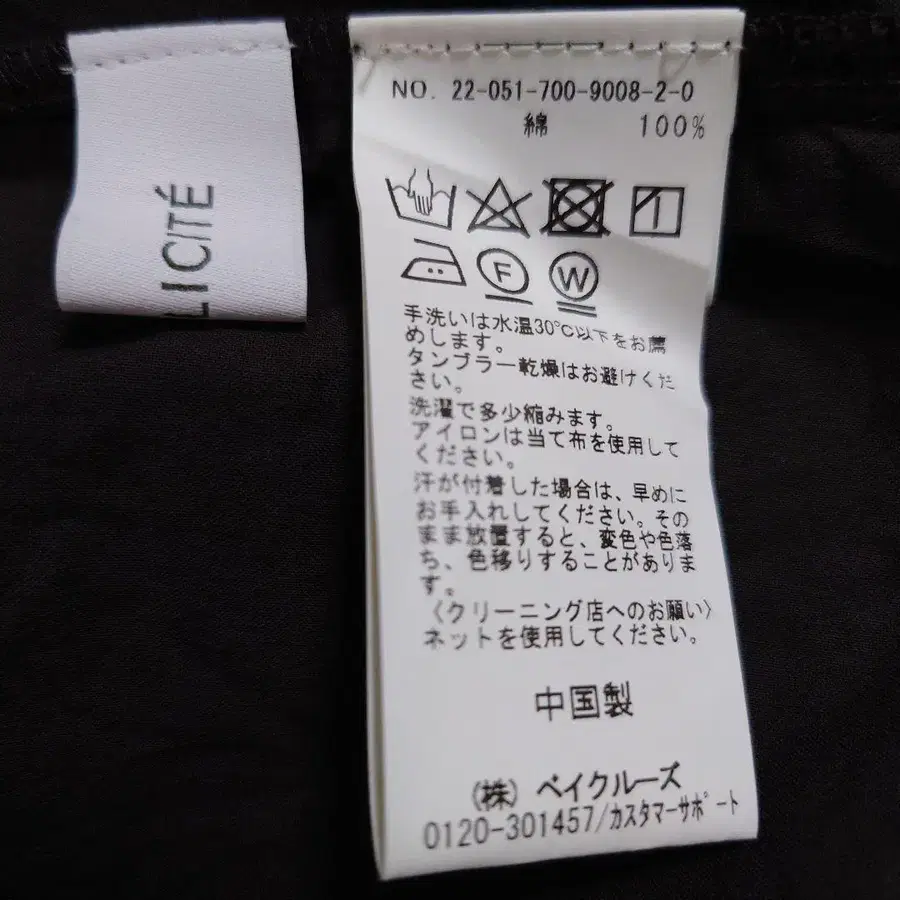 LICITÉ
NO. 22-051-700-9008-2-0
綿 100%
F W
手洗いは水温30℃以下をお薦
めします。
タンブラー乾燥はお避けくだ
さい。
洗濯で多少縮みます。
アイロンは当て布を使用して
ください。
汗が付着した場合は、早めに
お手入れしてください。その
まま放置すると、変色や色落
ち、色移りすることがありま
す。
〈クリーニング店へのお願い〉
ネットを使用してください。
中国製
(株) ベイクルーズ
0120-301457/カスタマーサポート